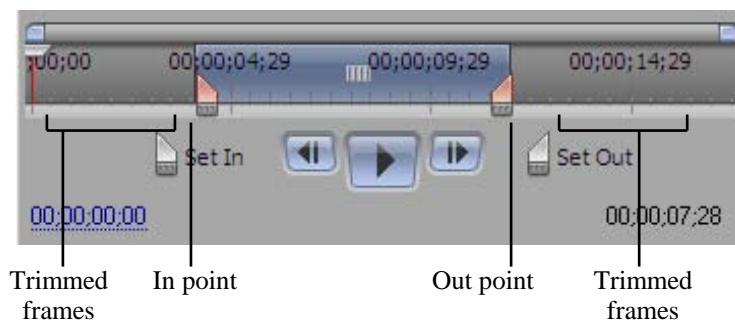 ;00;00 00;00;04;29 00;00;09;29 00;00;14;29
Set In Set Out
00;00;00;00 00;00;07;28
Trimmed frames In point Out point Trimmed frames